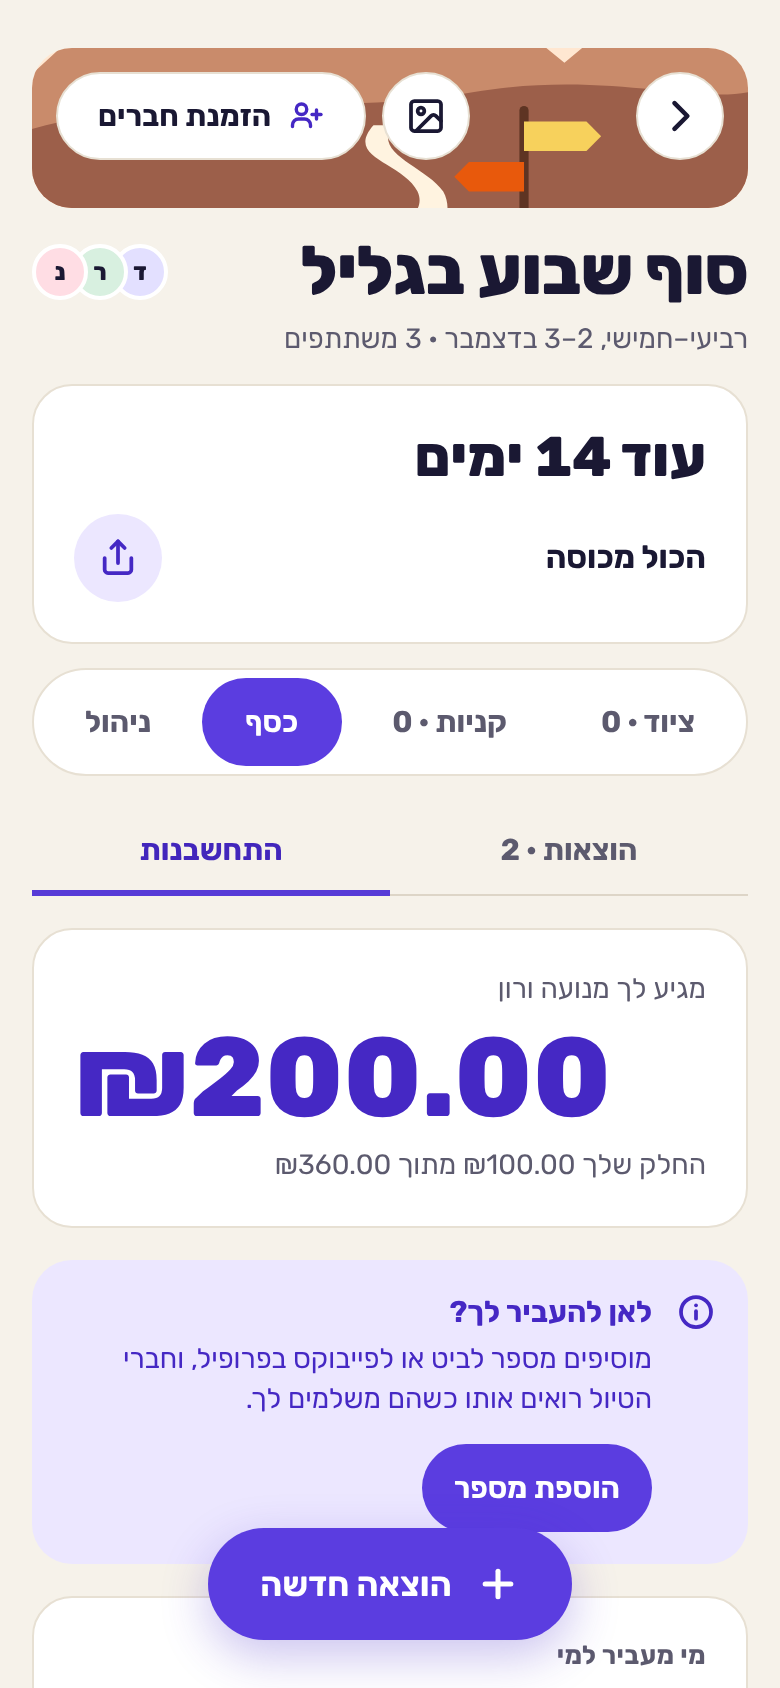 הזמנת חברים
סוף שבוע בגליל
ד ר נ
רביעי–חמישי, 2–3 בדצמבר • 3 משתתפים
עוד 14 ימים
הכול מכוסה
ציוד • 0
קניות • 0
כסף
ניהול
הוצאות • 2
התחשבנות
מגיע לך מנועה ורון
₪200.00
החלק שלך ₪100.00 מתוך ₪360.00
לאן להעביר לך?
מוסיפים מספר לביט או לפייבוקס בפרופיל, וחברי
הטיול רואים אותו כשהם משלמים לך.
הוספת מספר
הוצאה חדשה
מי מעביר למי